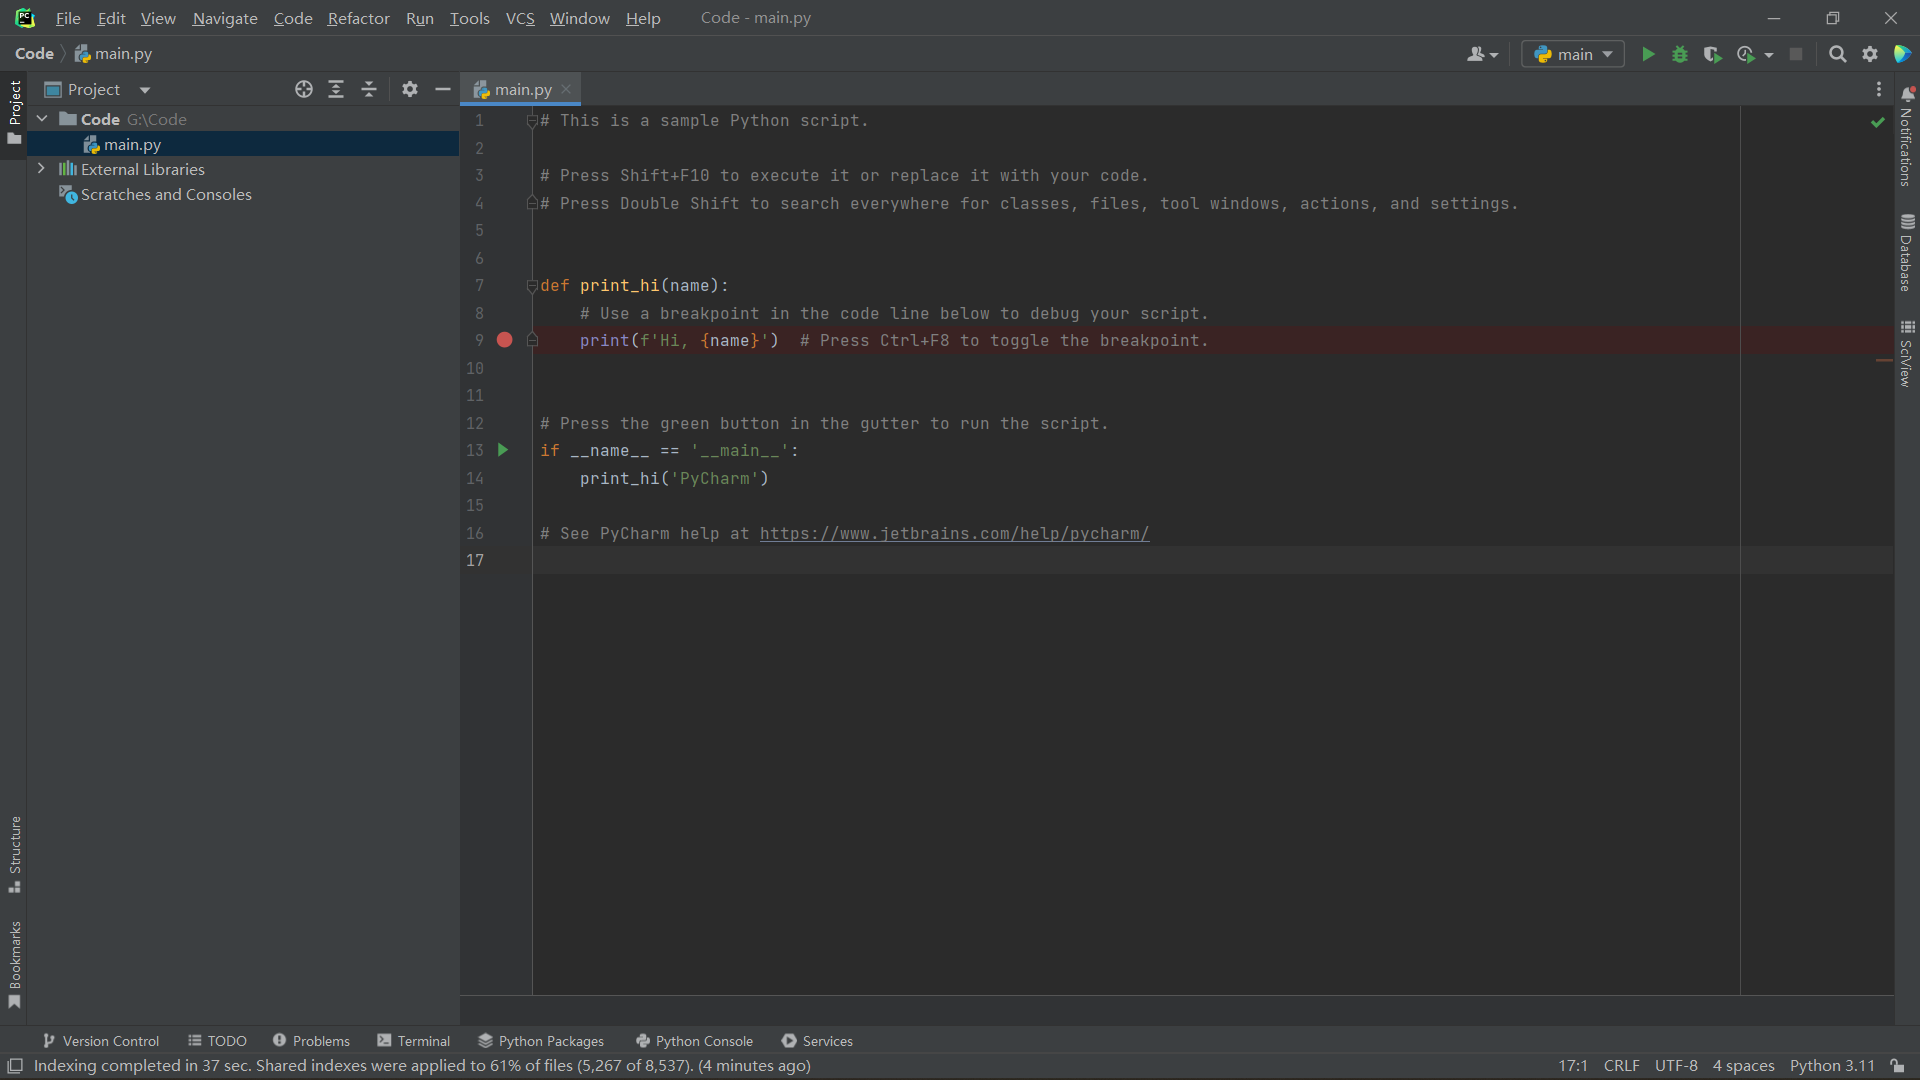 File Edit View Navigate Code Refactor Run Tools VCS Window Help Code - main.py
Code main.py
main
Project
Project
Code G:\Code
main.py
External Libraries
Scratches and Consoles
Structure
Bookmarks
main.py
1 # This is a sample Python script.
2
3 # Press Shift+F10 to execute it or replace it with your code.
4 # Press Double Shift to search everywhere for classes, files, tool windows, actions, and settings.
5
6
7 def print_hi(name):
8 # Use a breakpoint in the code line below to debug your script.
9 print(f'Hi, {name}')  # Press Ctrl+F8 to toggle the breakpoint.
10
11
12 # Press the green button in the gutter to run the script.
13 if __name__ == '__main__':
14 print_hi('PyCharm')
15
16 # See PyCharm help at https://www.jetbrains.com/help/pycharm/
17
Notifications
Database
SciView
Version Control TODO Problems Terminal Python Packages Python Console Services
Indexing completed in 37 sec. Shared indexes were applied to 61% of files (5,267 of 8,537). (4 minutes ago) 17:1 CRLF UTF-8 4 spaces Python 3.11